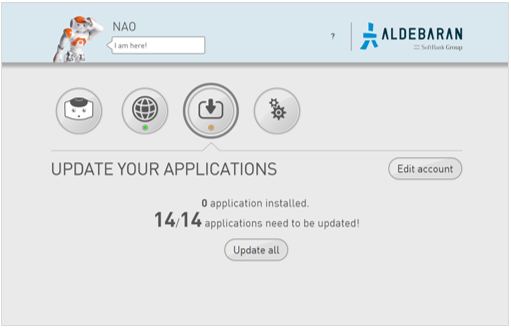 NAO
I am here!
?
ALDEBARAN
SoftBank Group
UPDATE YOUR APPLICATIONS
Edit account
0 application installed.
14/14 applications need to be updated!
Update all